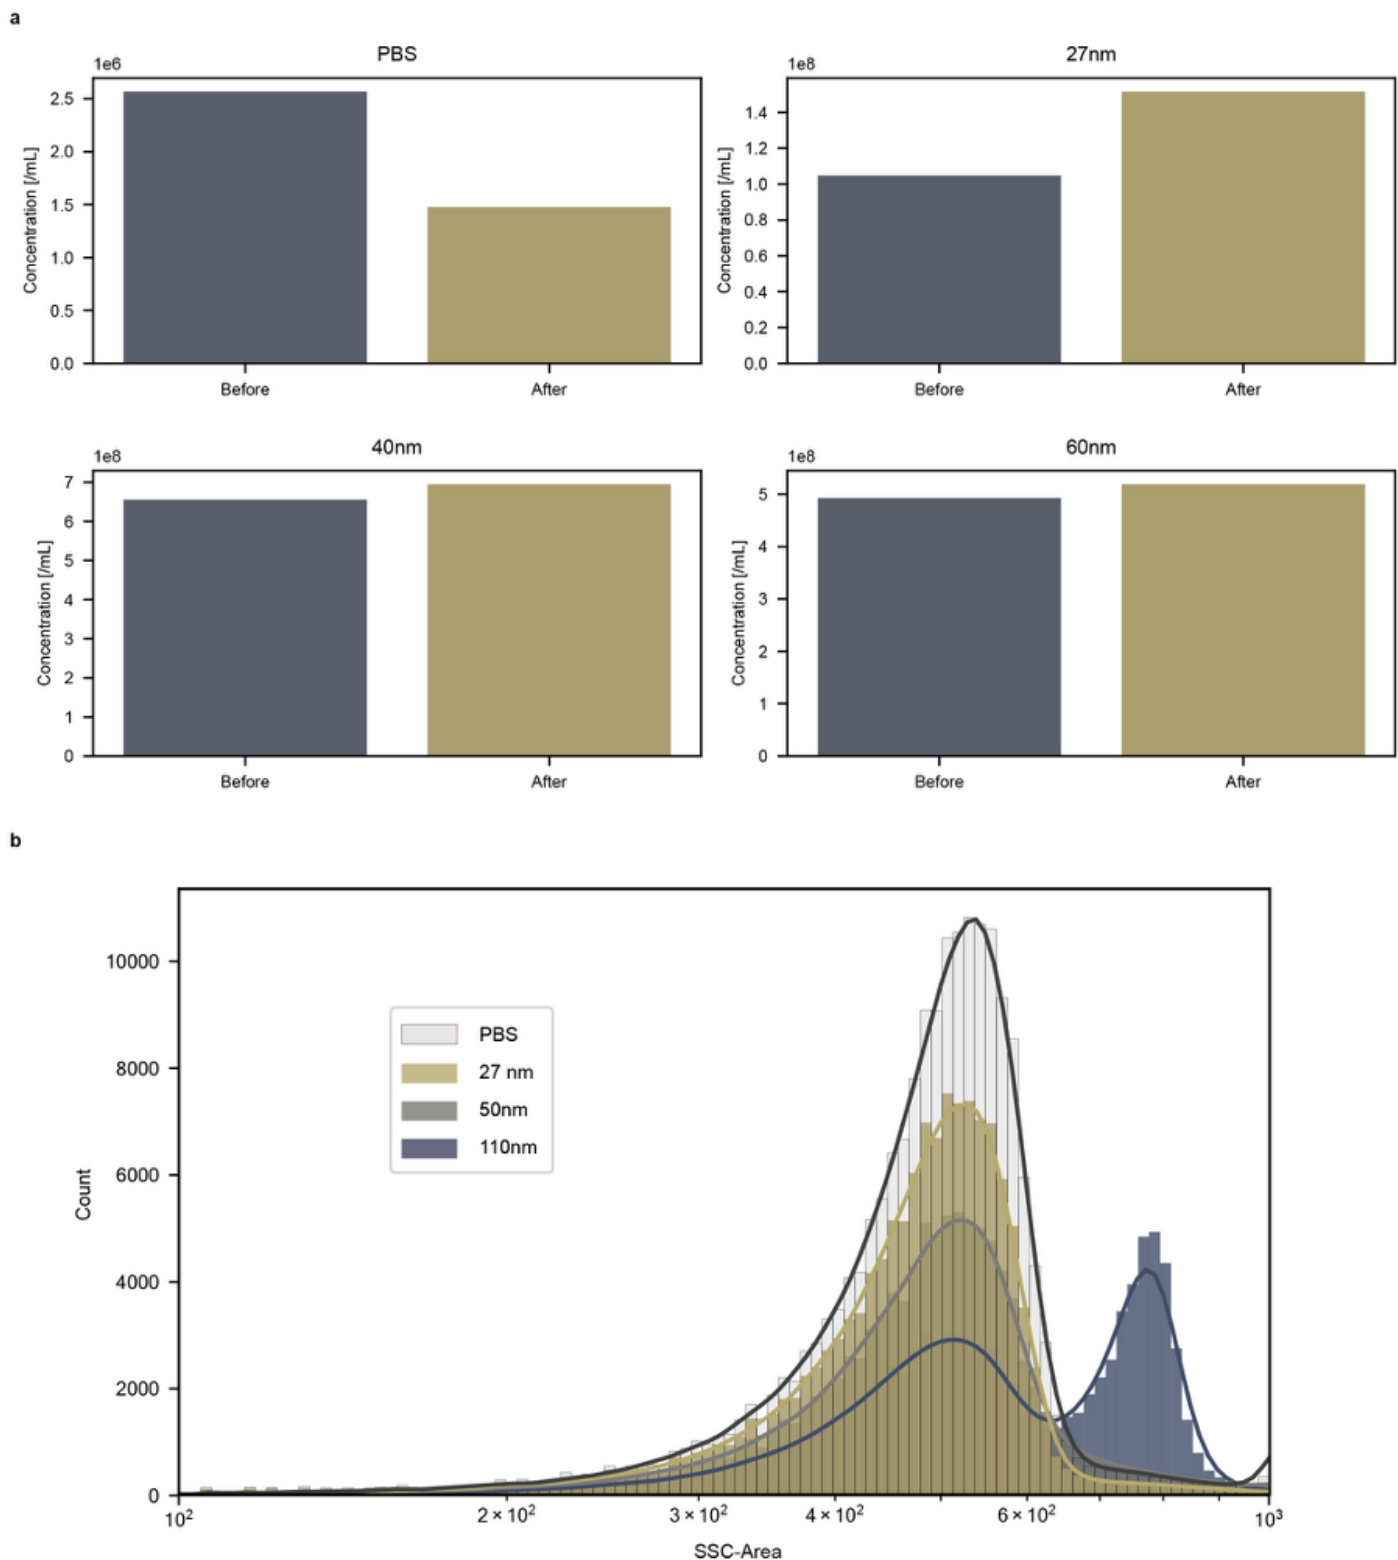 a
PBS
1e6
2.5
2.0
1.5
1.0
0.5
0.0
Concentration [/mL]
Before After
27nm
1e8
1.4
1.2
1.0
0.8
0.6
0.4
0.2
0.0
Concentration [/mL]
Before After
40nm
1e8
7
6
5
4
3
2
1
0
Concentration [/mL]
Before After
60nm
1e8
5
4
3
2
1
0
Concentration [/mL]
Before After
b
10000
8000
6000
4000
2000
0
Count
PBS
27 nm
50nm
110nm
10² 2 × 10² 3 × 10² 4 × 10² 6 × 10² 10³
SSC-Area